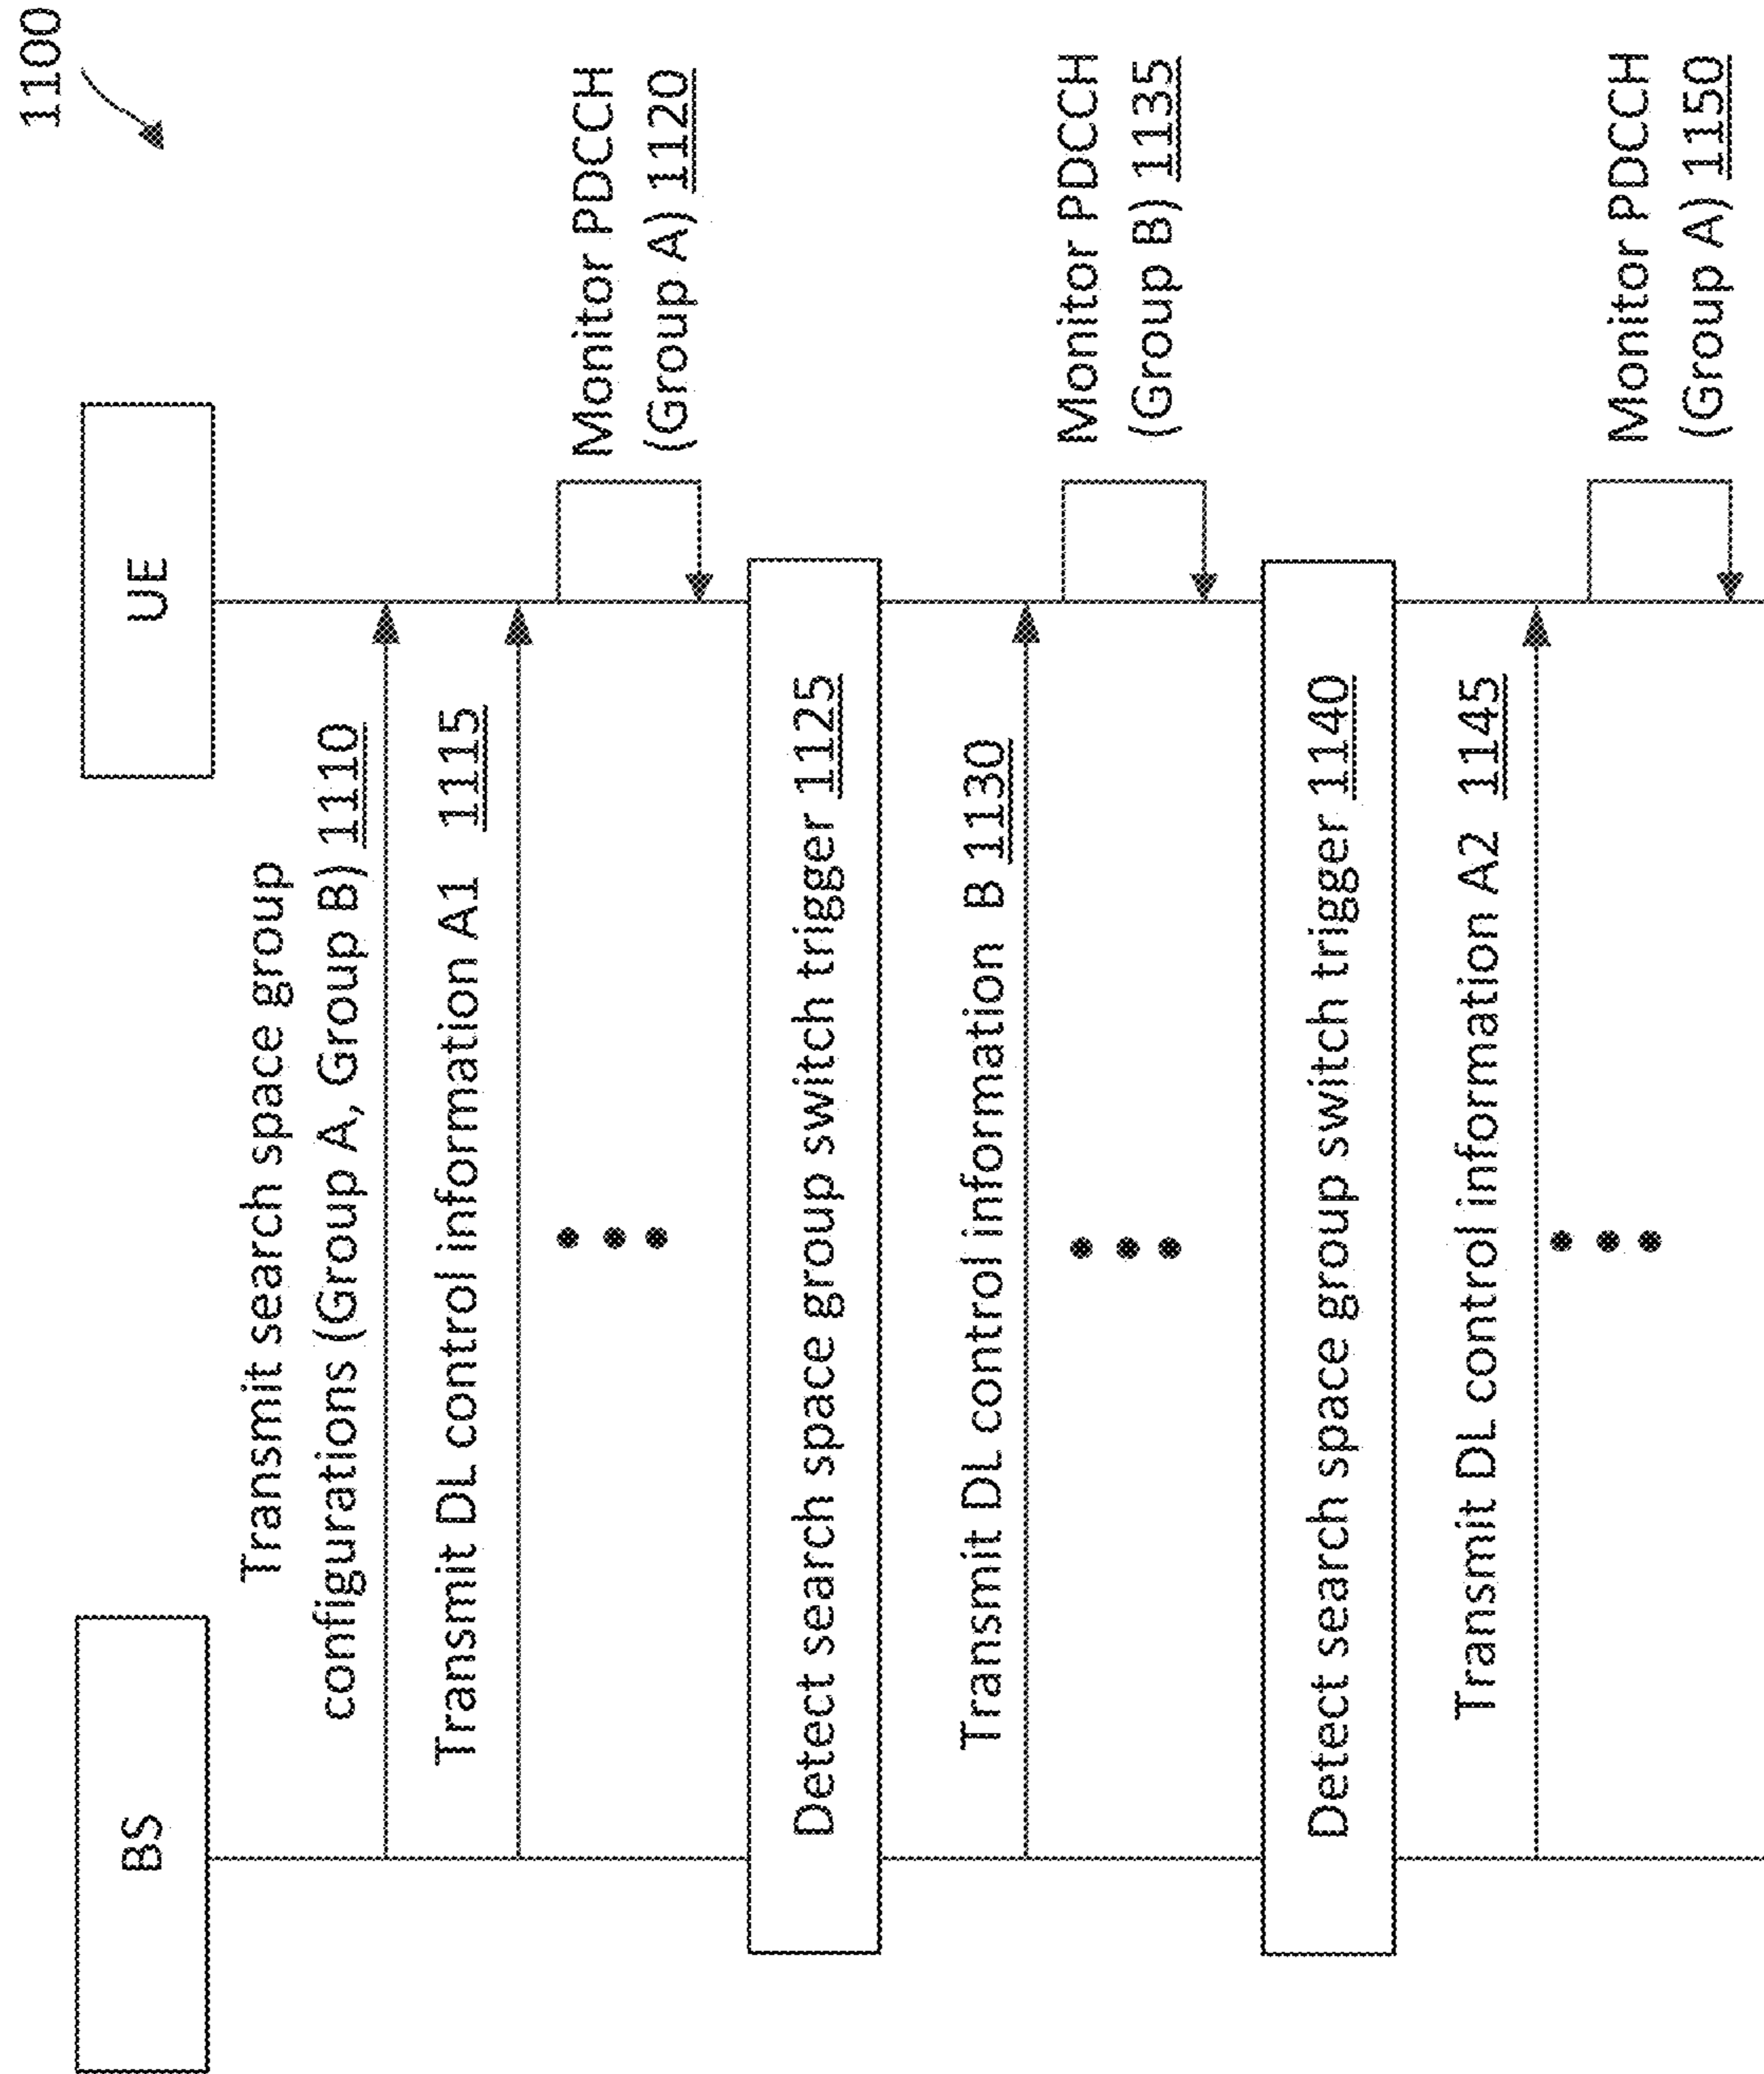 1100
BS
UE
Transmit search space group
configurations (Group A, Group B) 1110
Transmit DL control information A1 1115
Monitor PDCCH
(Group A) 1120
Detect search space group switch trigger 1125
Transmit DL control information B 1130
Monitor PDCCH
(Group B) 1135
Detect search space group switch trigger 1140
Transmit DL control information A2 1145
Monitor PDCCH
(Group A) 1150